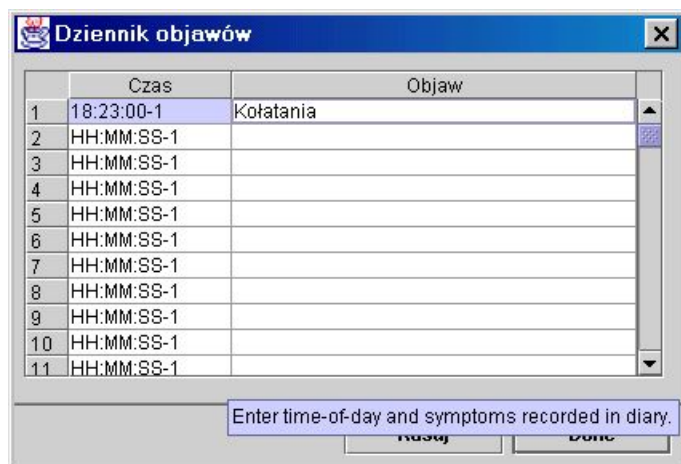 Dziennik objawów
Czas Objaw
1 18:23:00-1 Kołatania
2 HH:MM:SS-1
3 HH:MM:SS-1
4 HH:MM:SS-1
5 HH:MM:SS-1
6 HH:MM:SS-1
7 HH:MM:SS-1
8 HH:MM:SS-1
9 HH:MM:SS-1
10 HH:MM:SS-1
11 HH:MM:SS-1
Enter time-of-day and symptoms recorded in diary.
Done